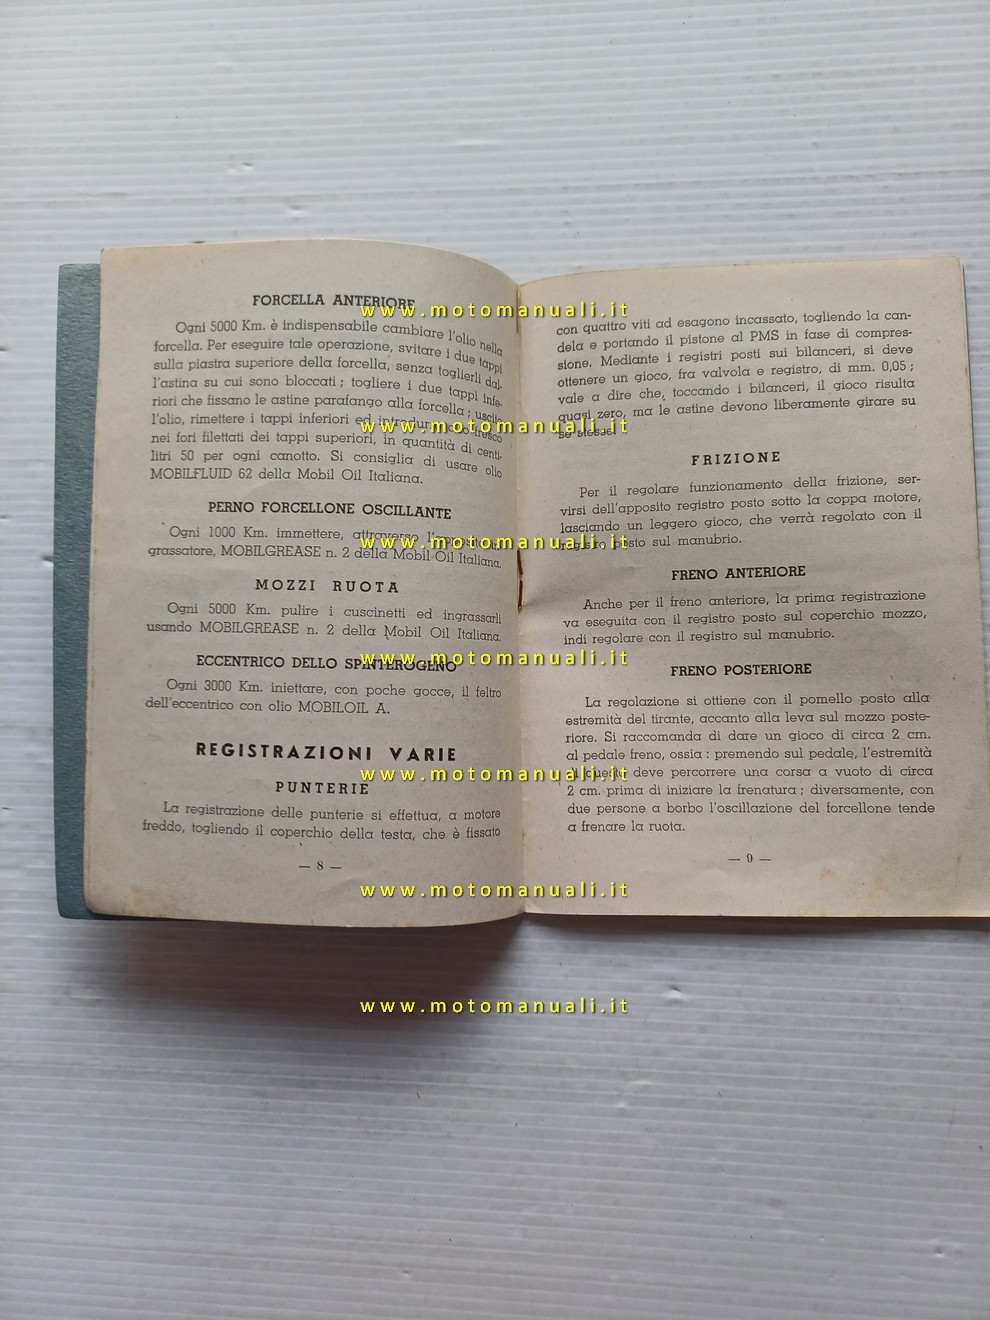 FORCELLA ANTERIORE
Ogni 5000 Km. è indispensabile cambiare l'olio nella
forcella. Per eseguire tale operazione, svitare i due tappi
sulla piastra superiore della forcella, senza toglierli dal-
l'astina su cui sono bloccati ; togliere i due tappi infe-
riori che fissano le astine parafango alla forcella ; uscito
l'olio, rimettere i tappi inferiori ed fresco
nei fori filettati dei tappi superiori, in quantità di centi-
litri 50 per ogni canotto. Si consiglia di usare olio
MOBILFLUID 62 della Mobil Oil Italiana.
PERNO FORCELLONE OSCILLANTE
Ogni 1000 Km. immettere, attraverso l'apposito in-
grassatore, MOBILGREASE n. 2 della Mobil Oil Italiana.
MOZZI RUOTA
Ogni 5000 Km. pulire i cuscinetti ed ingrassarli
usando MOBILGREASE n. 2 della Mobil Oil Italiana.
ECCENTRICO DELLO SPINTEROGENO
Ogni 3000 Km. iniettare, con poche gocce, il feltro
dell'eccentrico con olio MOBILOIL A.
REGISTRAZIONI VARIE
PUNTERIE
La registrazione delle punterie si effettua, a motore
freddo, togliendo il coperchio della testa, che è fissato
— 8 —
con quattro viti ad esagono incassato, togliendo la can-
dela e portando il pistone al PMS in fase di compres-
sione. Mediante i registri posti sui bilanceri, si deve
ottenere un gioco, fra valvola e registro, di mm. 0,05 ;
vale a dire che, toccando i bilanceri, il gioco risulta
quasi zero, ma le astine devono liberamente girare su
se stesse.
FRIZIONE
Per il regolare funzionamento della frizione, ser-
virsi dell'apposito registro posto sotto la coppa motore,
lasciando un leggero gioco, che verrà regolato con il
registro posto sul manubrio.
FRENO ANTERIORE
Anche per il freno anteriore, la prima registrazione
va eseguita con il registro posto sul coperchio mozzo,
indi regolare con il registro sul manubrio.
FRENO POSTERIORE
La regolazione si ottiene con il pomello posto alla
estremità del tirante, accanto alla leva sul mozzo poste-
riore. Si raccomanda di dare un gioco di circa 2 cm.
al pedale freno, ossia : premendo sul pedale, l'estremità
di questo deve percorrere una corsa a vuoto di circa
2 cm. prima di iniziare la frenatura ; diversamente, con
due persone a borbo l'oscillazione del forcellone tende
a frenare la ruota.
— 9 —
www.motomanuali.it
www.motomanuali.it
www.motomanuali.it
www.motomanuali.it
www.motomanuali.it
www.motomanuali.it
www.motomanuali.it